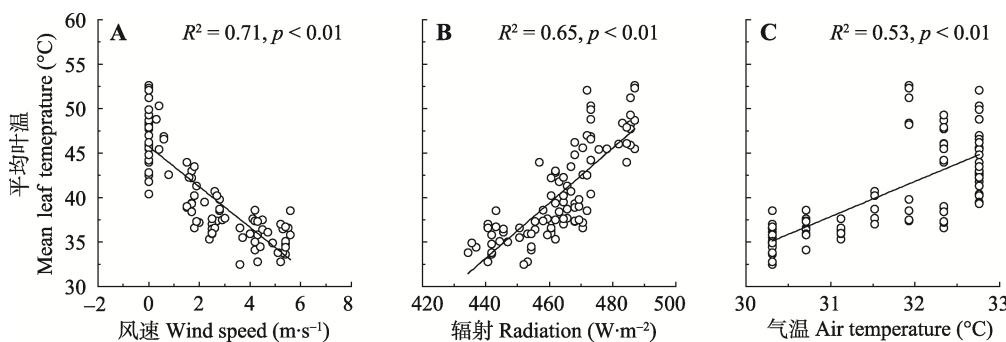 平均叶温
Mean leaf temeprature (°C)
60
55
50
45
40
35
30
A
R² = 0.71, p < 0.01
–2
0
2
4
6
8
风速 Wind speed (m·s⁻¹)
B
R² = 0.65, p < 0.01
420
440
460
480
500
辐射 Radiation (W·m⁻²)
C
R² = 0.53, p < 0.01
30
31
32
33
气温 Air temperature (°C)